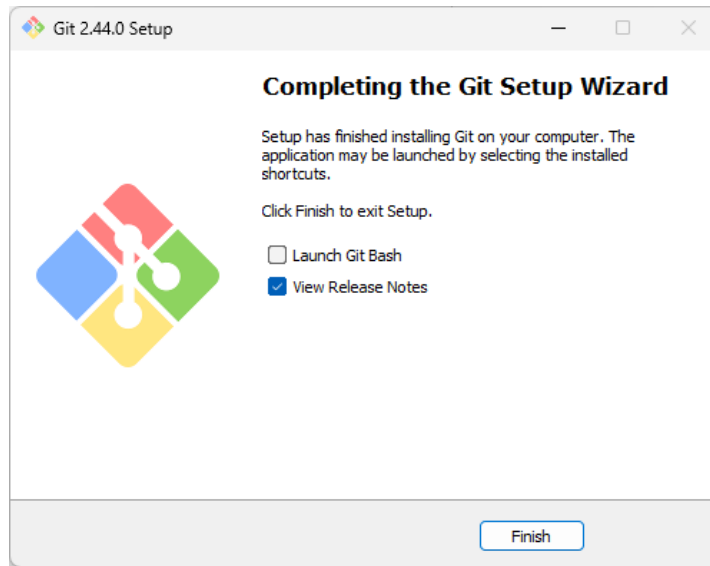 Git 2.44.0 Setup
Completing the Git Setup Wizard
Setup has finished installing Git on your computer. The
application may be launched by selecting the installed
shortcuts.
Click Finish to exit Setup.
Launch Git Bash
View Release Notes
Finish